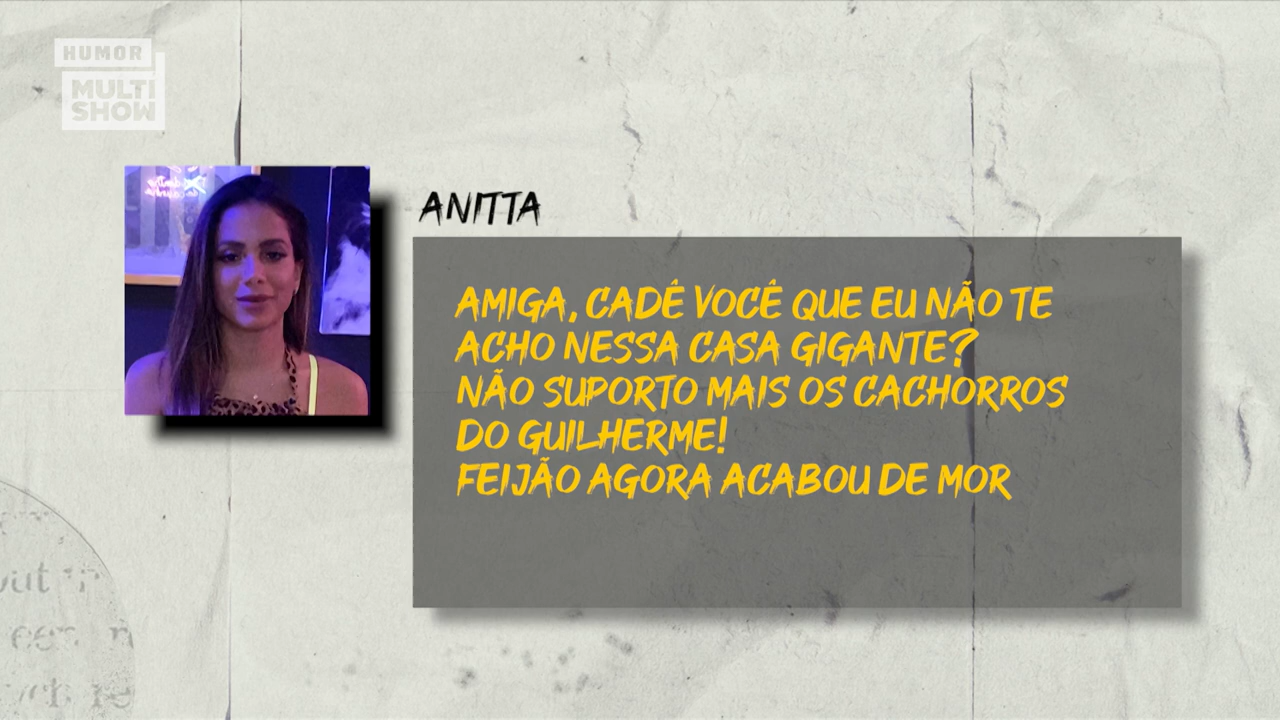 HUMOR
MULTI
SHOW
ANITTA
AMIGA, CADÊ VOCÊ QUE EU NÃO TE
ACHO NESSA CASA GIGANTE?
NÃO SUPORTO MAIS OS CACHORROS
DO GUILHERME!
FEIJÃO AGORA ACABOU DE MOR